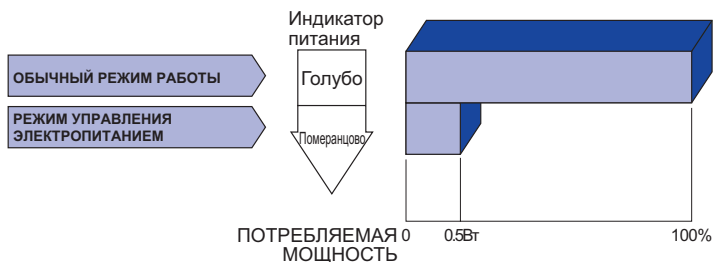 Индикатор
питания
ОБЫЧНЫЙ РЕЖИМ РАБОТЫ
Голубо
РЕЖИМ УПРАВЛЕНИЯ
ЭЛЕКТРОПИТАНИЕМ
Померанцово
ПОТРЕБЛЯЕМАЯ
МОЩНОСТЬ
0 0.5Вт 100%